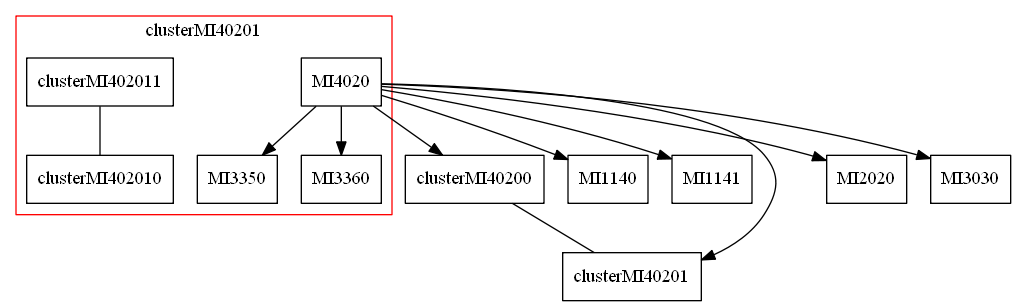 clusterMI40201
clusterMI402011
MI4020
clusterMI402010
MI3350
MI3360
clusterMI40200
MI1140
MI1141
MI2020
MI3030
clusterMI40201